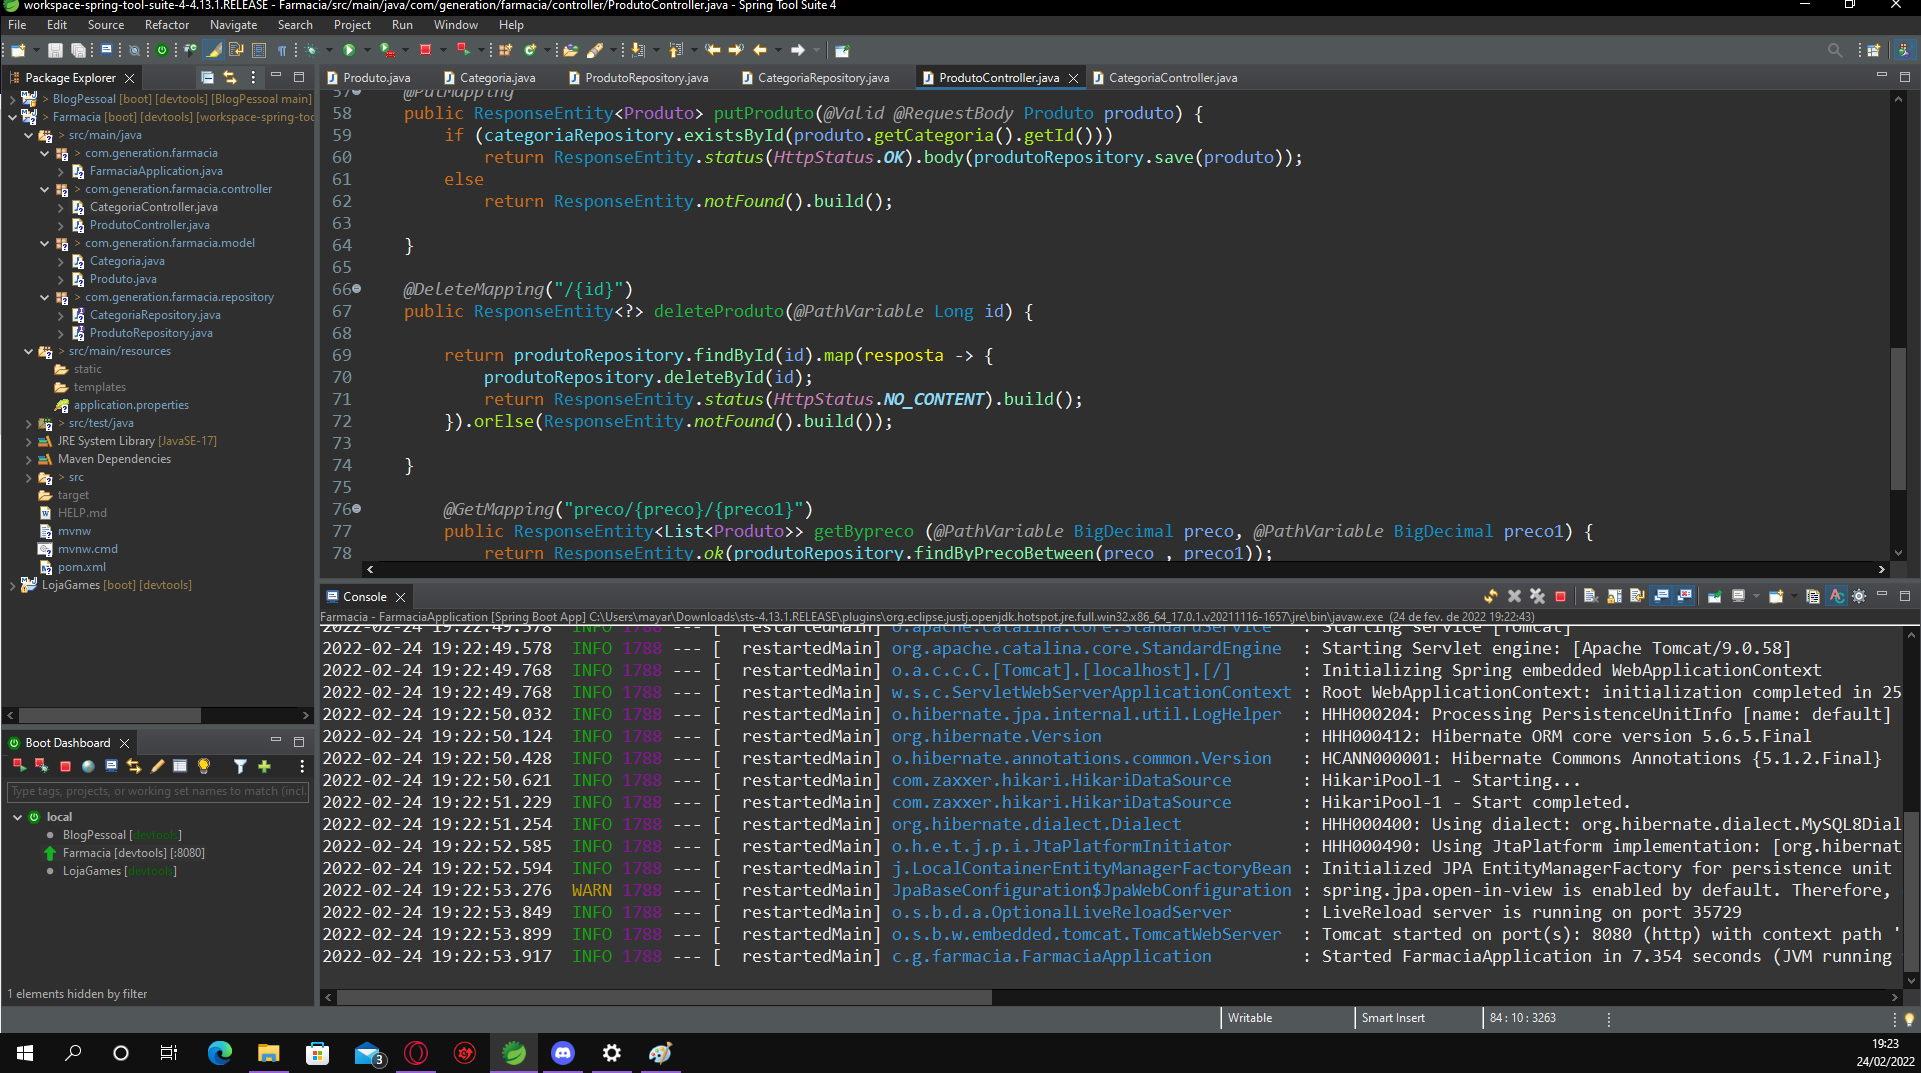 workspace-spring-tool-suite-4-4.13.1.RELEASE - Farmacia/src/main/java/com/generation/farmacia/controller/ProdutoController.java - Spring Tool Suite 4
File Edit Source Refactor Navigate Search Project Run Window Help
Package Explorer
> BlogPessoal [boot] [devtools] [BlogPessoal main]
> Farmacia [boot] [devtools] [workspace-spring-too
> src/main/java
> com.generation.farmacia
FarmaciaApplication.java
> com.generation.farmacia.controller
CategoriaController.java
ProdutoController.java
> com.generation.farmacia.model
Categoria.java
Produto.java
> com.generation.farmacia.repository
CategoriaRepository.java
ProdutoRepository.java
> src/main/resources
static
templates
application.properties
> src/test/java
JRE System Library [JavaSE-17]
Maven Dependencies
> src
target
HELP.md
mvnw
mvnw.cmd
pom.xml
LojaGames [boot] [devtools]
Boot Dashboard
Type tags, projects, or working set names to match (incl.
local
BlogPessoal [devtools]
Farmacia [devtools] [:8080]
LojaGames [devtools]
1 elements hidden by filter
Produto.java Categoria.java ProdutoRepository.java CategoriaRepository.java ProdutoController.java CategoriaController.java
57 @PutMapping
58 public ResponseEntity<Produto> putProduto(@Valid @RequestBody Produto produto) {
59 if (categoriaRepository.existsById(produto.getCategoria().getId()))
60 return ResponseEntity.status(HttpStatus.OK).body(produtoRepository.save(produto));
61 else
62 return ResponseEntity.notFound().build();
63
64 }
65
66 @DeleteMapping("/{id}")
67 public ResponseEntity<?> deleteProduto(@PathVariable Long id) {
68
69 return produtoRepository.findById(id).map(resposta -> {
70 produtoRepository.deleteById(id);
71 return ResponseEntity.status(HttpStatus.NO_CONTENT).build();
72 }).orElse(ResponseEntity.notFound().build());
73
74 }
75
76 @GetMapping("preco/{preco}/{preco1}")
77 public ResponseEntity<List<Produto>> getBypreco (@PathVariable BigDecimal preco, @PathVariable BigDecimal preco1) {
78 return ResponseEntity.ok(produtoRepository.findByPrecoBetween(preco , preco1));
Console
Farmacia - FarmaciaApplication [Spring Boot App] C:\Users\mayar\Downloads\sts-4.13.1.RELEASE\plugins\org.eclipse.justj.openjdk.hotspot.jre.full.win32.x86_64_17.0.1.v20211116-1657\jre\bin\javaw.exe (24 de fev. de 2022 19:22:43)
2022-02-24 19:22:49.578 INFO 1788 --- [ restartedMain] o.apache.catalina.core.StandardService : Starting service [Tomcat]
2022-02-24 19:22:49.578 INFO 1788 --- [ restartedMain] org.apache.catalina.core.StandardEngine : Starting Servlet engine: [Apache Tomcat/9.0.58]
2022-02-24 19:22:49.768 INFO 1788 --- [ restartedMain] o.a.c.c.C.[Tomcat].[localhost].[/] : Initializing Spring embedded WebApplicationContext
2022-02-24 19:22:49.768 INFO 1788 --- [ restartedMain] w.s.c.ServletWebServerApplicationContext : Root WebApplicationContext: initialization completed in 25
2022-02-24 19:22:50.032 INFO 1788 --- [ restartedMain] o.hibernate.jpa.internal.util.LogHelper : HHH000204: Processing PersistenceUnitInfo [name: default]
2022-02-24 19:22:50.124 INFO 1788 --- [ restartedMain] org.hibernate.Version : HHH000412: Hibernate ORM core version 5.6.5.Final
2022-02-24 19:22:50.428 INFO 1788 --- [ restartedMain] o.hibernate.annotations.common.Version : HCANN000001: Hibernate Commons Annotations {5.1.2.Final}
2022-02-24 19:22:50.621 INFO 1788 --- [ restartedMain] com.zaxxer.hikari.HikariDataSource : HikariPool-1 - Starting...
2022-02-24 19:22:51.229 INFO 1788 --- [ restartedMain] com.zaxxer.hikari.HikariDataSource : HikariPool-1 - Start completed.
2022-02-24 19:22:51.254 INFO 1788 --- [ restartedMain] org.hibernate.dialect.Dialect : HHH000400: Using dialect: org.hibernate.dialect.MySQL8Dial
2022-02-24 19:22:52.585 INFO 1788 --- [ restartedMain] o.h.e.t.j.p.i.JtaPlatformInitiator : HHH000490: Using JtaPlatform implementation: [org.hibernat
2022-02-24 19:22:52.594 INFO 1788 --- [ restartedMain] j.LocalContainerEntityManagerFactoryBean : Initialized JPA EntityManagerFactory for persistence unit
2022-02-24 19:22:53.276 WARN 1788 --- [ restartedMain] JpaBaseConfiguration$JpaWebConfiguration : spring.jpa.open-in-view is enabled by default. Therefore,
2022-02-24 19:22:53.849 INFO 1788 --- [ restartedMain] o.s.b.d.a.OptionalLiveReloadServer : LiveReload server is running on port 35729
2022-02-24 19:22:53.899 INFO 1788 --- [ restartedMain] o.s.b.w.embedded.tomcat.TomcatWebServer : Tomcat started on port(s): 8080 (http) with context path '
2022-02-24 19:22:53.917 INFO 1788 --- [ restartedMain] c.g.farmacia.FarmaciaApplication : Started FarmaciaApplication in 7.354 seconds (JVM running
Writable Smart Insert 84 : 10 : 3263
3
19:23
24/02/2022